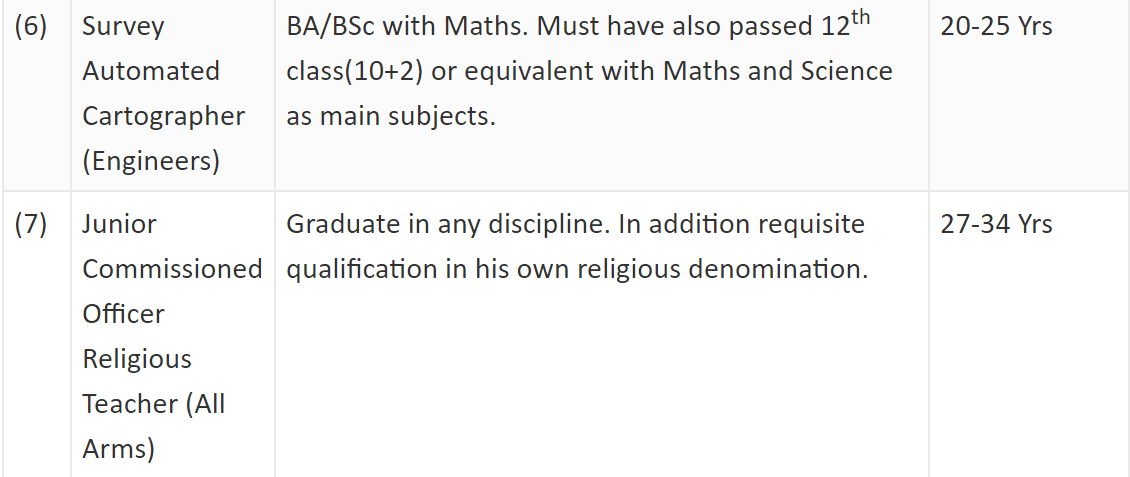 (6) Survey Automated Cartographer (Engineers) BA/BSc with Maths. Must have also passed 12th class(10+2) or equivalent with Maths and Science as main subjects. 20-25 Yrs
(7) Junior Commissioned Officer Religious Teacher (All Arms) Graduate in any discipline. In addition requisite qualification in his own religious denomination. 27-34 Yrs